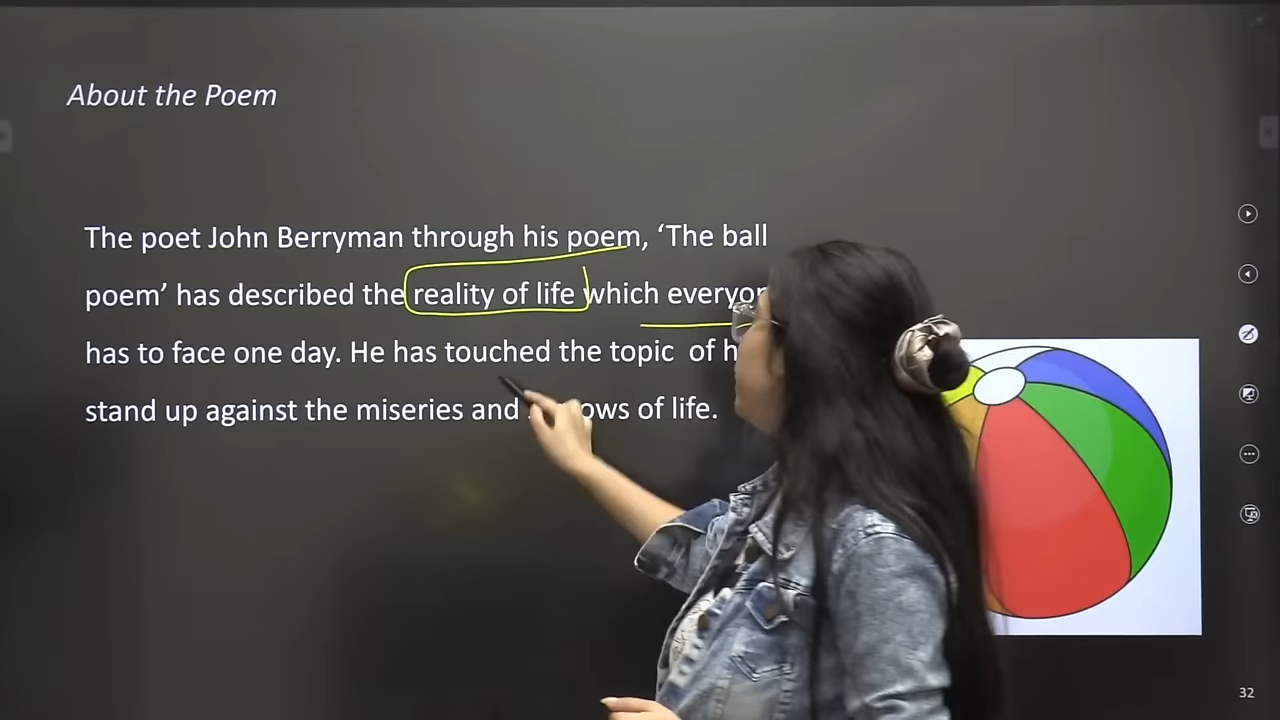 About the Poem
The poet John Berryman through his poem, ‘The ball
poem’ has described the reality of life which
has to face one day. He has touched the topic of
stand up against the miseries and of life.
32